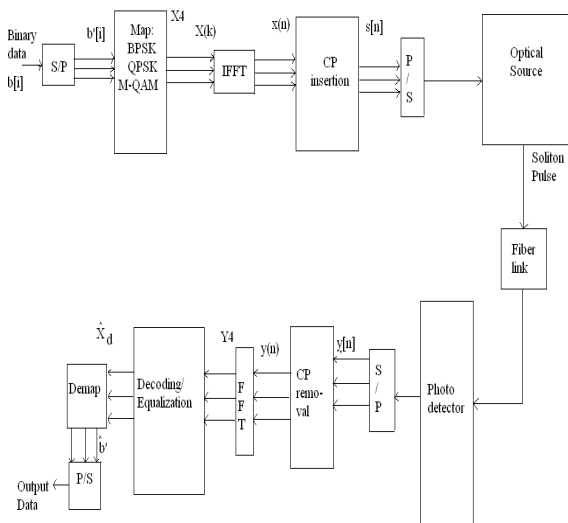 Binary
data
b[i]
S/P
b'[i]
Map:
BPSK
QPSK
M-QAM
X4
X(k)
IFFT
x(n)
CP
insertion
s[n]
P
/
S
Optical
Source
Soliton
Pulse
Fiber
link
Photo
detector
S
/
P
y[n]
CP
remo-
val
y(n)
F
F
T
Y4
Decoding/
Equalization
X̂d
Demap
b̂'
P/S
Output
Data